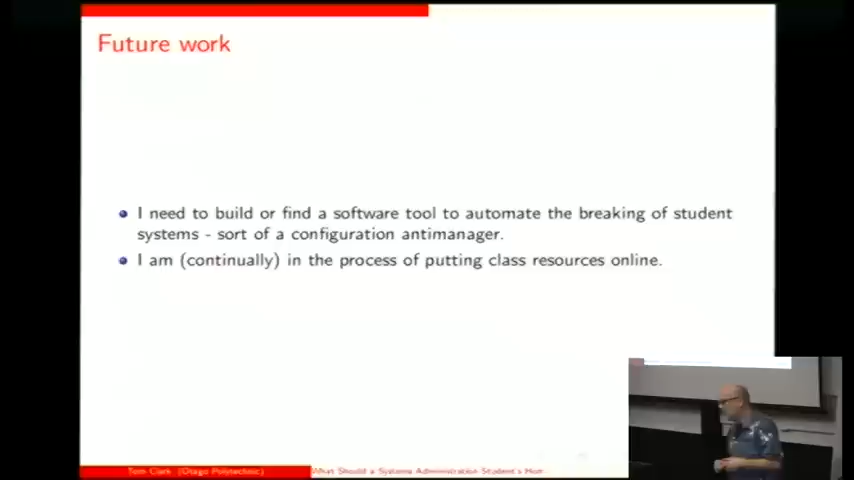 Future work
I need to build or find a software tool to automate the breaking of student
systems - sort of a configuration antimanager.
I am (continually) in the process of putting class resources online.
Tom Clark (Otago Polytechnic)
What Should a Systems Administration Student's Hom